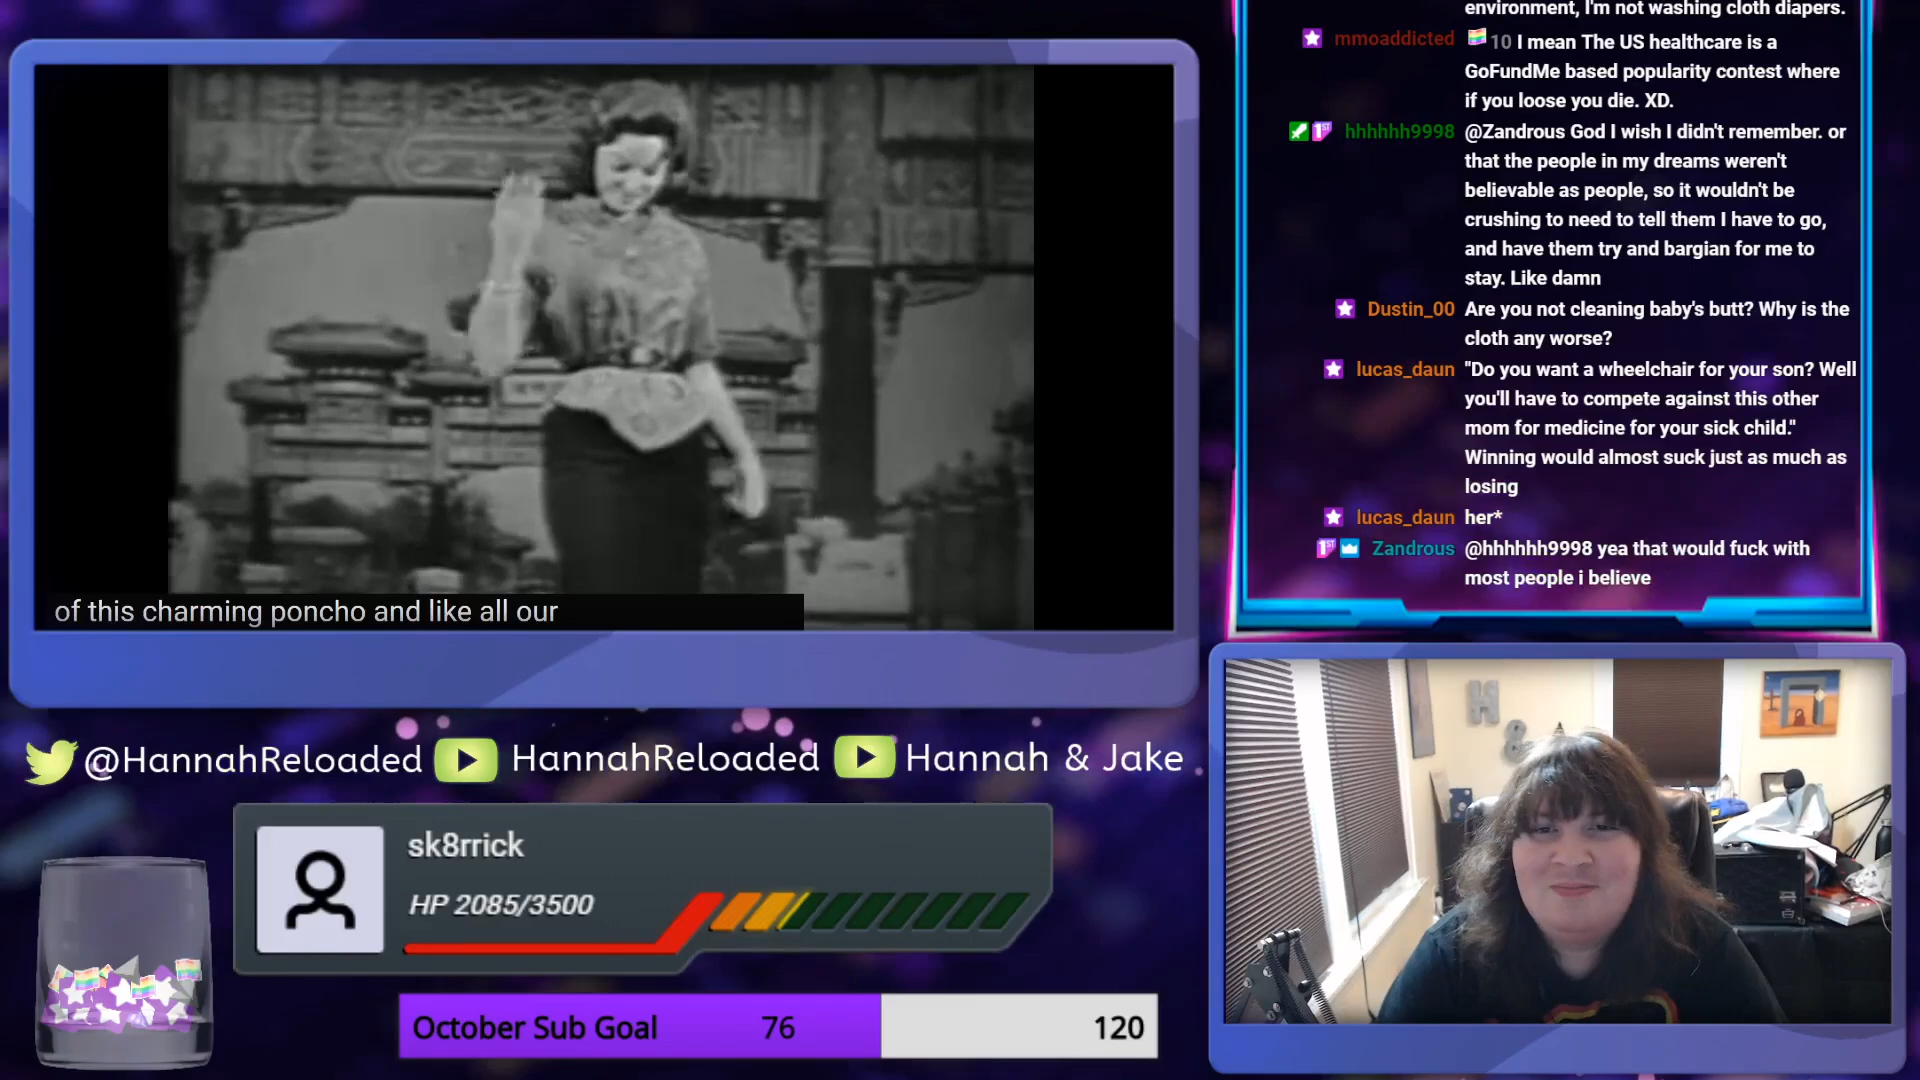 of this charming poncho and like all our
environment, I'm not washing cloth diapers.
mmoaddicted 10 I mean The US healthcare is a
GoFundMe based popularity contest where
if you loose you die. XD.
1ST hhhhhh9998 @Zandrous God I wish I didn't remember. or
that the people in my dreams weren't
believable as people, so it wouldn't be
crushing to need to tell them I have to go,
and have them try and bargian for me to
stay. Like damn
Dustin_00 Are you not cleaning baby's butt? Why is the
cloth any worse?
lucas_daun "Do you want a wheelchair for your son? Well
you'll have to compete against this other
mom for medicine for your sick child."
Winning would almost suck just as much as
losing
lucas_daun her*
1ST Zandrous @hhhhhh9998 yea that would fuck with
most people i believe
@HannahReloaded HannahReloaded Hannah & Jake
sk8rrick
HP 2085/3500
October Sub Goal 76 120
H
&